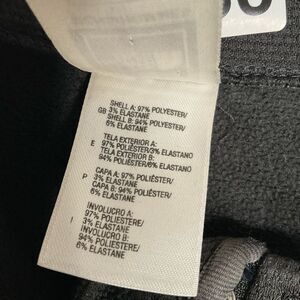 SHELL A: 97% POLYESTER/
GB 3% ELASTANE
SHELL B: 94% POLYESTER/
6% ELASTANE
TELA EXTERIOR A:
E 97% POLIÉSTER/3% ELASTANO
TELA EXTERIOR B:
94% POLIÉSTER/6% ELASTANO
CAPA A: 97% POLIÉSTER/
P 3% ELASTANE
CAPA B: 94% POLIÉSTER/
6% ELASTANE
INVOLUCRO A:
97% POLIESTERE/
I 3% ELASTANE
INVOLUCRO B:
94% POLIESTERE/
6% ELASTANE